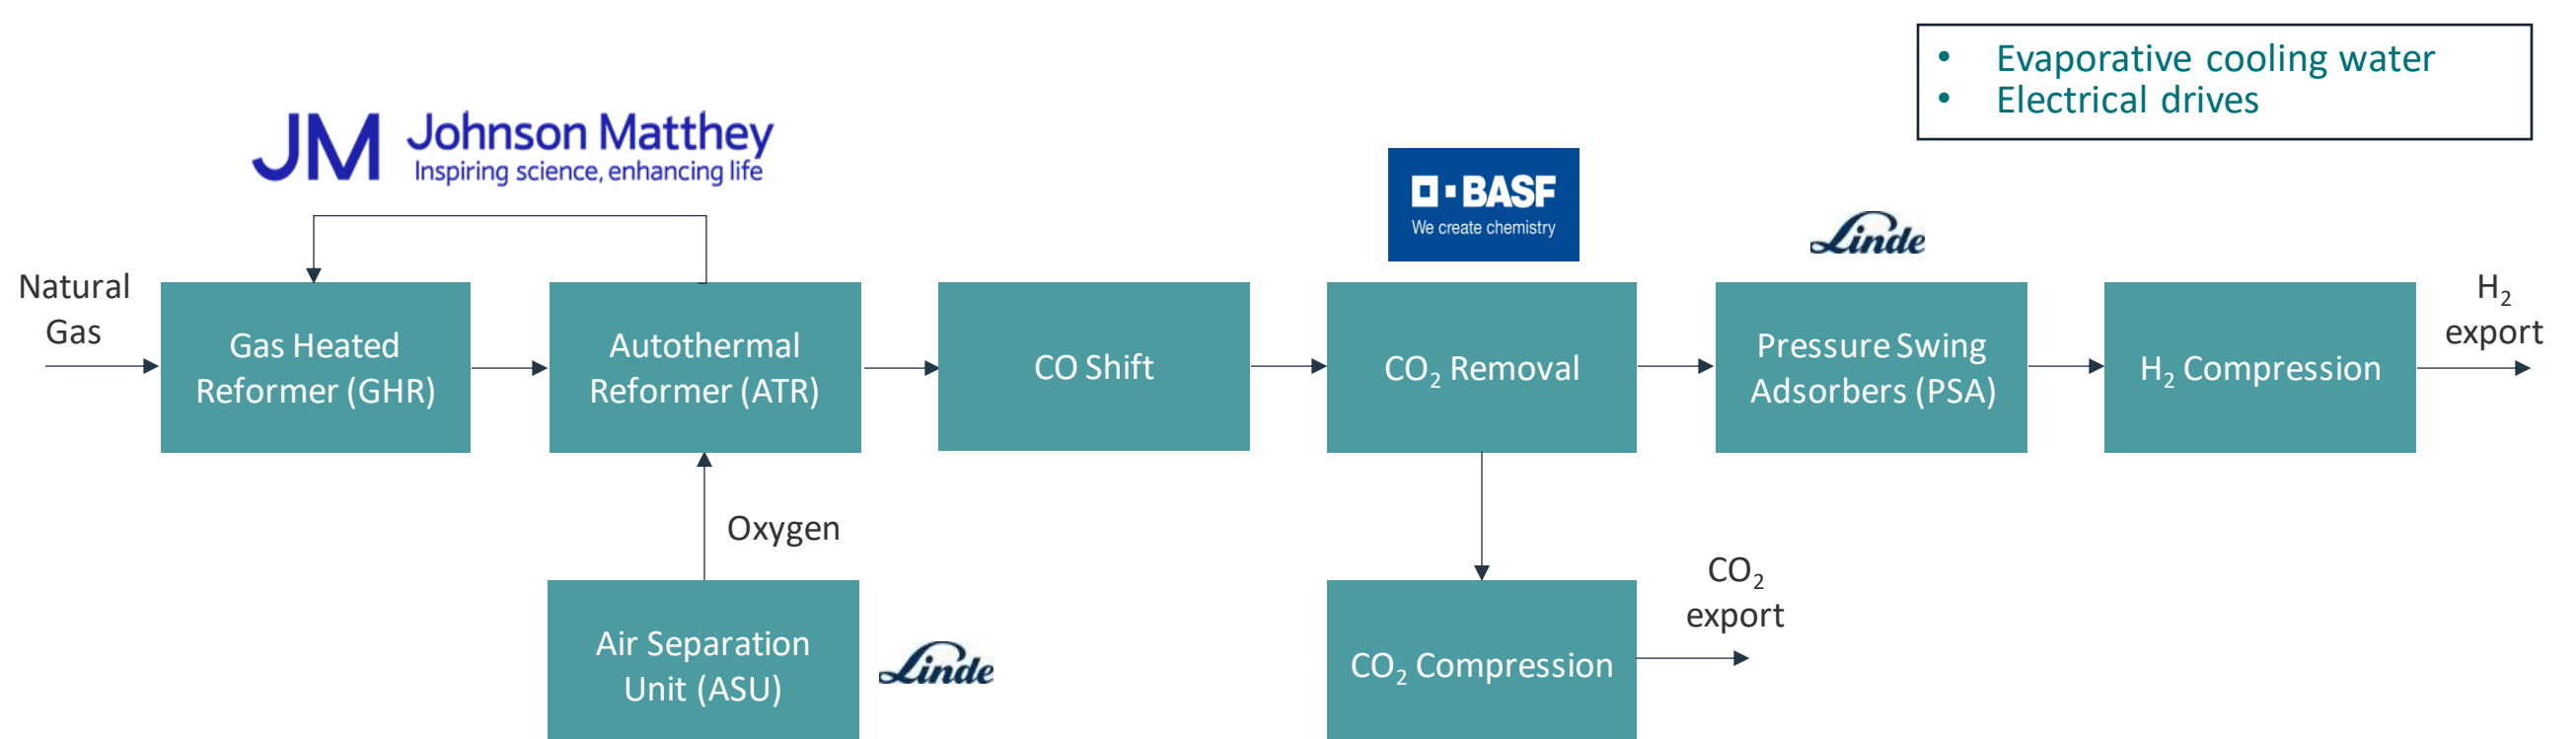 • Evaporative cooling water
• Electrical drives
JM Johnson Matthey
Inspiring science, enhancing life
BASF
We create chemistry
Linde
Natural
Gas
Gas Heated
Reformer (GHR)
Autothermal
Reformer (ATR)
CO Shift
CO₂ Removal
Pressure Swing
Adsorbers (PSA)
H₂ Compression
H₂
export
Oxygen
Air Separation
Unit (ASU)
Linde
CO₂ Compression
CO₂
export